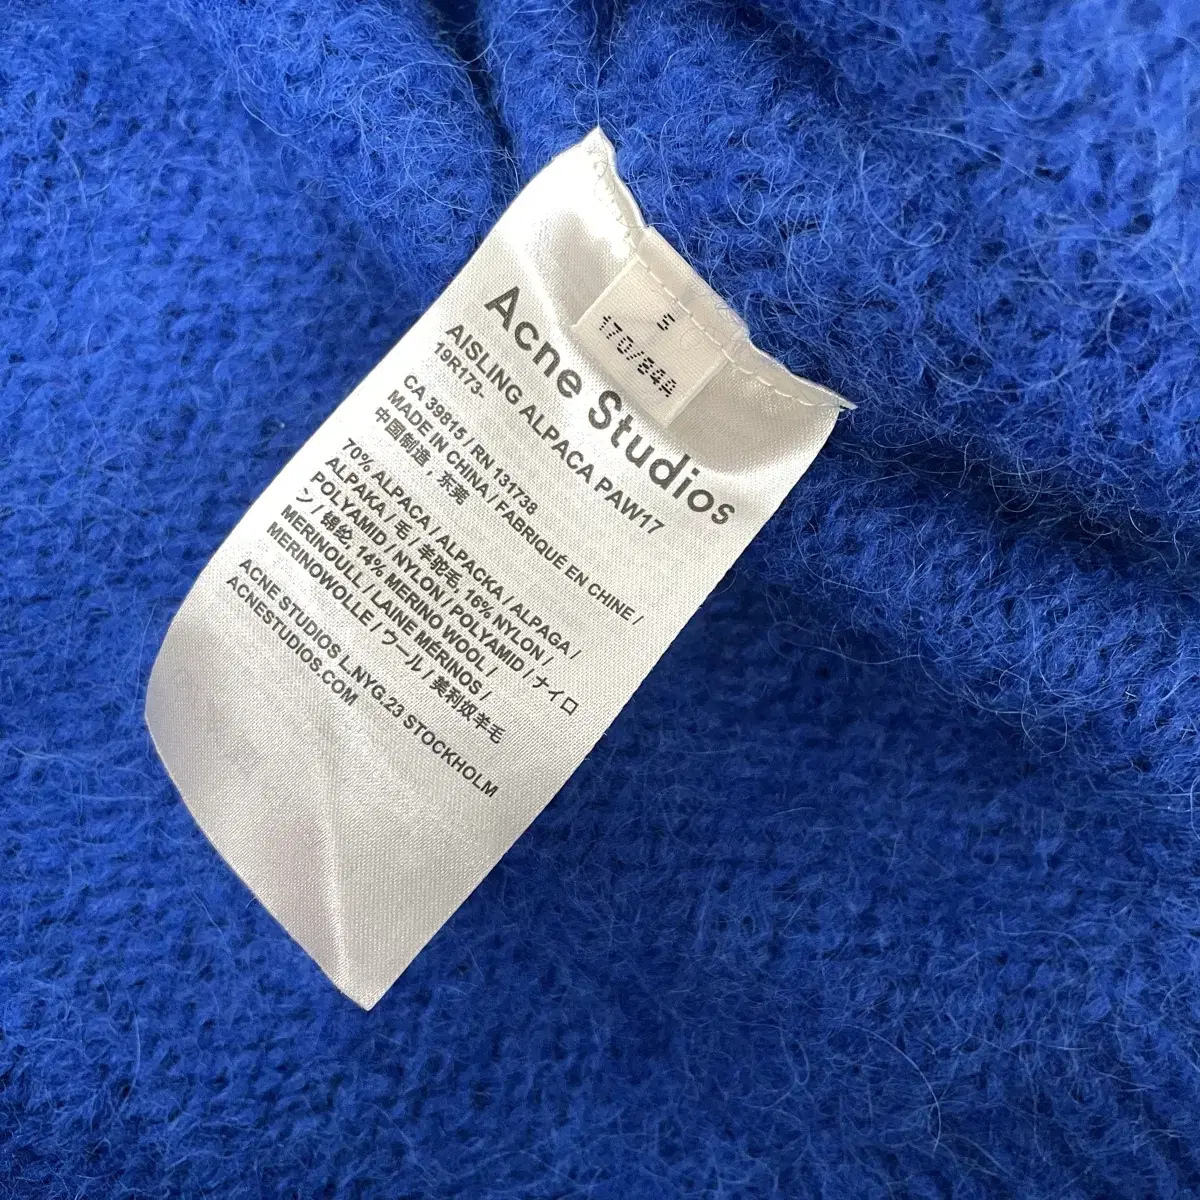 S
170/84A
Acne Studios
AISLING ALPACA PAW17
19R173-
CA 39815 / RN 131738
MADE IN CHINA / FABRIQUÉ EN CHINE /
中国制造，东莞
70% ALPACA / ALPACKA / ALPAGA /
ALPAKA / 毛 / 羊驼毛, 16% NYLON /
POLYAMID / NYLON / POLYAMID / ナイロ
ン / 锦纶, 14% MERINO WOOL /
MERINOULL / LAINE MERINOS /
MERINOWOLLE / ウール / 美利奴羊毛
ACNE STUDIOS L.NYG.23 STOCKHOLM
ACNESTUDIOS.COM